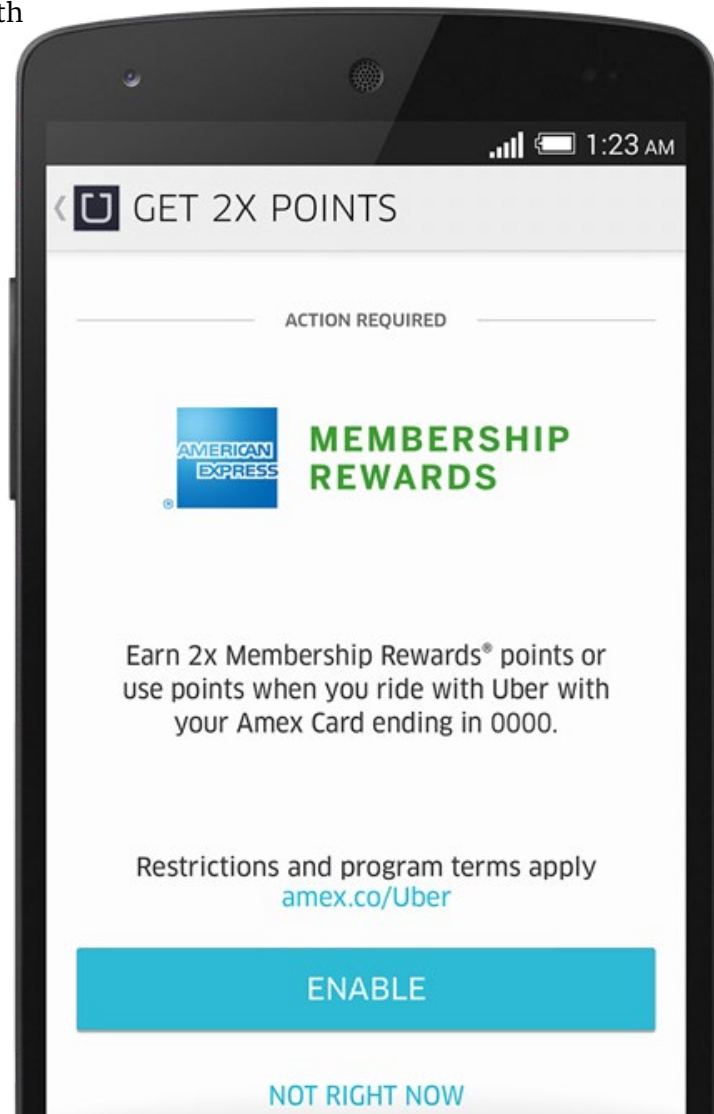 th
1:23 AM
GET 2X POINTS
ACTION REQUIRED
AMERICAN
EXPRESS
®
MEMBERSHIP
REWARDS
Earn 2x Membership Rewards® points or
use points when you ride with Uber with
your Amex Card ending in 0000.
Restrictions and program terms apply
amex.co/Uber
ENABLE
NOT RIGHT NOW